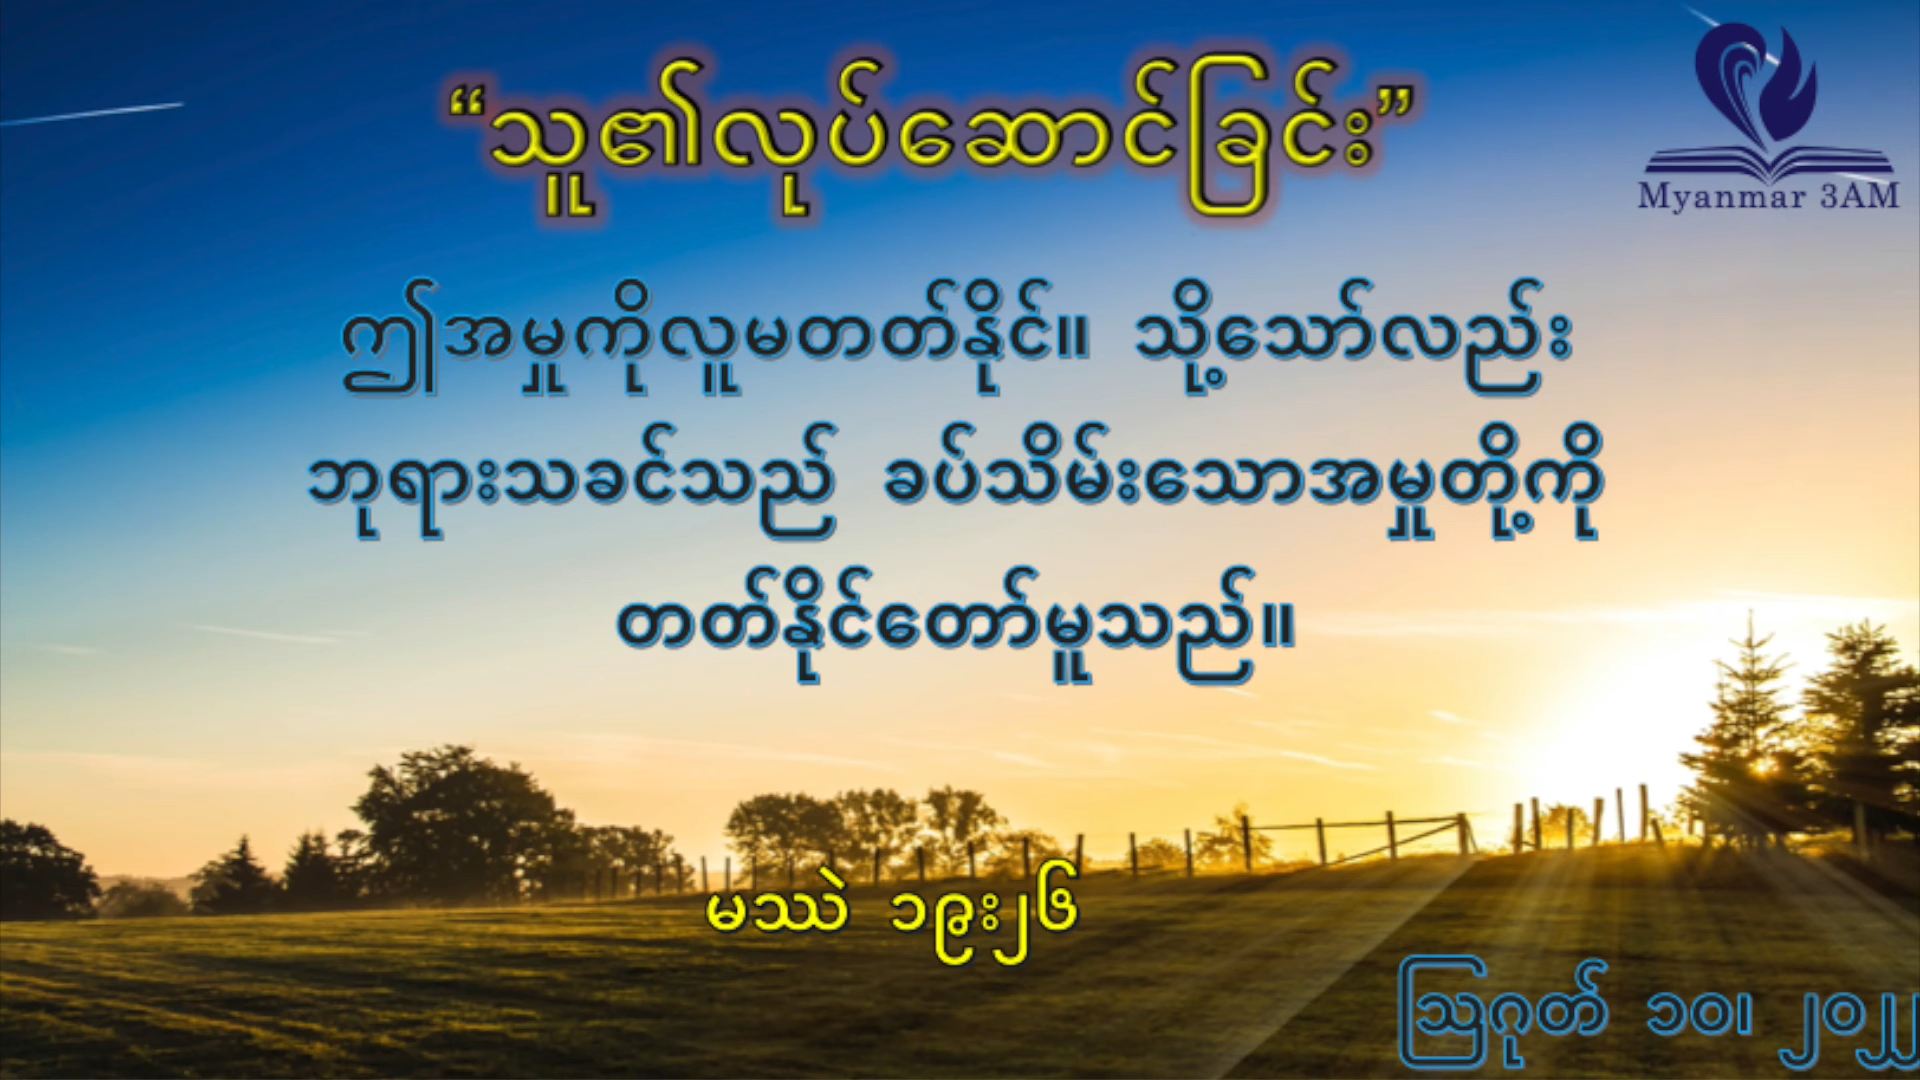 “သူ၏လုပ်ဆောင်ခြင်း”
Myanmar 3AM
ဤအမှုကိုလူမတတ်နိုင်။ သို့သော်လည်း
ဘုရားသခင်သည် ခပ်သိမ်းသောအမှုတို့ကို
တတ်နိုင်တော်မူသည်။
မဿဲ ၁၉း၂၆
ဩဂုတ် ၁၀၊ ၂၀၂၂